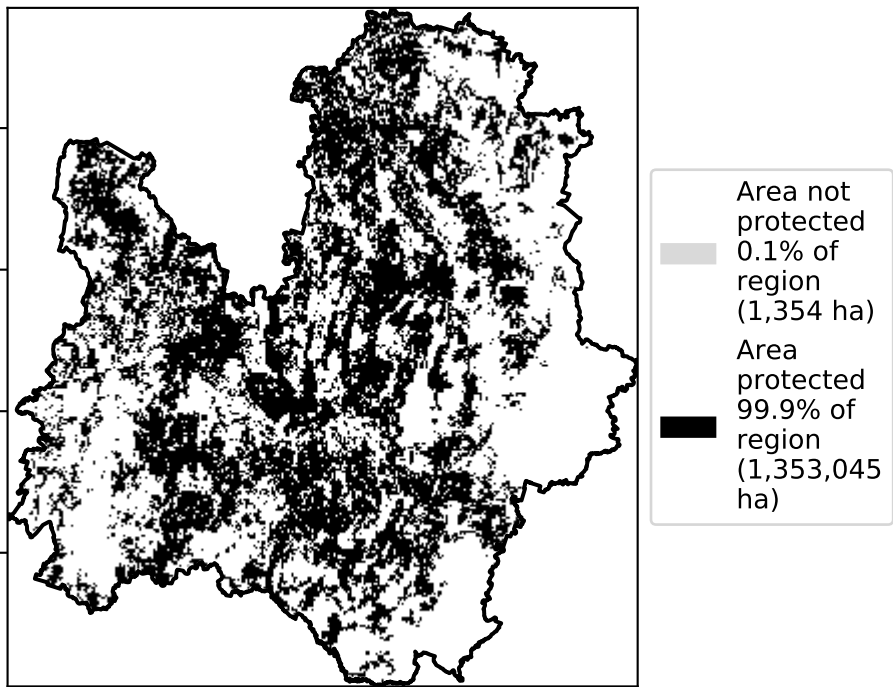 Area not
protected
0.1% of
region
(1,354 ha)
Area
protected
99.9% of
region
(1,353,045
ha)